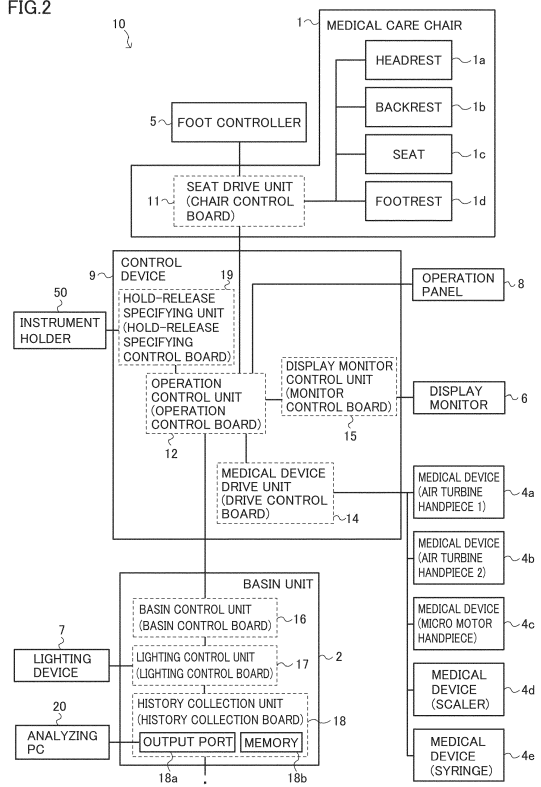 FIG.2
10
1
MEDICAL CARE CHAIR
HEADREST
1a
BACKREST
1b
SEAT
1c
FOOTREST
1d
5
FOOT CONTROLLER
11
SEAT DRIVE UNIT
(CHAIR CONTROL
BOARD)
9
CONTROL
DEVICE
19
HOLD-RELEASE
SPECIFYING UNIT
(HOLD-RELEASE
SPECIFYING
CONTROL BOARD)
50
INSTRUMENT
HOLDER
OPERATION
PANEL
8
OPERATION
CONTROL UNIT
(OPERATION
CONTROL BOARD)
12
DISPLAY MONITOR
CONTROL UNIT
(MONITOR
CONTROL BOARD)
15
DISPLAY
MONITOR
6
MEDICAL DEVICE
DRIVE UNIT
(DRIVE CONTROL
BOARD)
14
MEDICAL DEVICE
(AIR TURBINE
HANDPIECE 1)
4a
MEDICAL DEVICE
(AIR TURBINE
HANDPIECE 2)
4b
MEDICAL DEVICE
(MICRO MOTOR
HANDPIECE)
4c
MEDICAL
DEVICE
(SCALER)
4d
MEDICAL
DEVICE
(SYRINGE)
4e
BASIN UNIT
2
BASIN CONTROL UNIT
(BASIN CONTROL BOARD)
16
7
LIGHTING
DEVICE
LIGHTING CONTROL UNIT
(LIGHTING CONTROL BOARD)
17
20
ANALYZING
PC
HISTORY COLLECTION UNIT
(HISTORY COLLECTION BOARD)
18
OUTPUT PORT
MEMORY
18a
18b